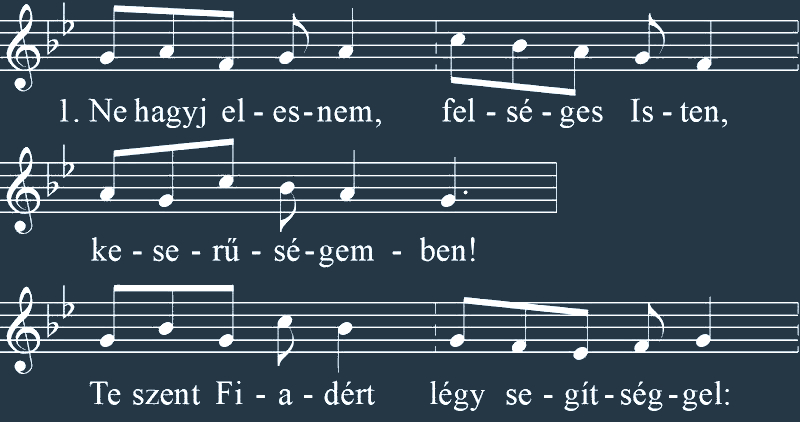 1. Ne hagyj el - es - nem, fel - sé - ges Is - ten,
ke - se - rű - sé - gem - ben!
Te szent Fi - a - dért légy se - gít - ség - gel: